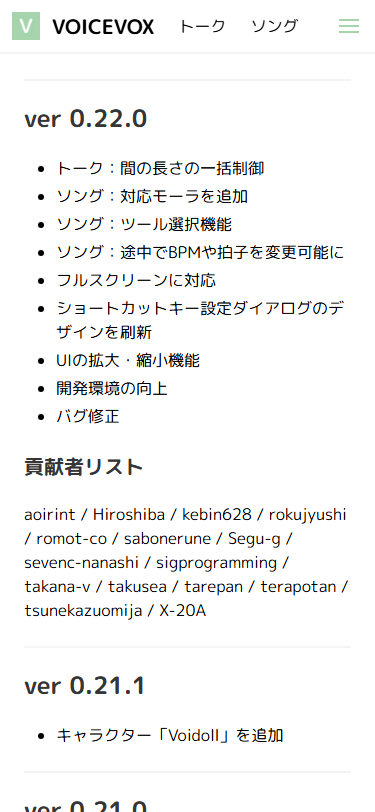 V VOICEVOX トーク ソング
ver 0.22.0
トーク：間の長さの一括制御
ソング：対応モーラを追加
ソング：ツール選択機能
ソング：途中でBPMや拍子を変更可能に
フルスクリーンに対応
ショートカットキー設定ダイアログのデ
ザインを刷新
UIの拡大・縮小機能
開発環境の向上
バグ修正
貢献者リスト
aoirint / Hiroshiba / kebin628 / rokujyushi
/ romot-co / sabonerune / Segu-g /
sevenc-nanashi / sigprogramming /
takana-v / takusea / tarepan / terapotan /
tsunekazuomija / X-20A
ver 0.21.1
キャラクター「Voidoll」を追加
ver 0.21.0